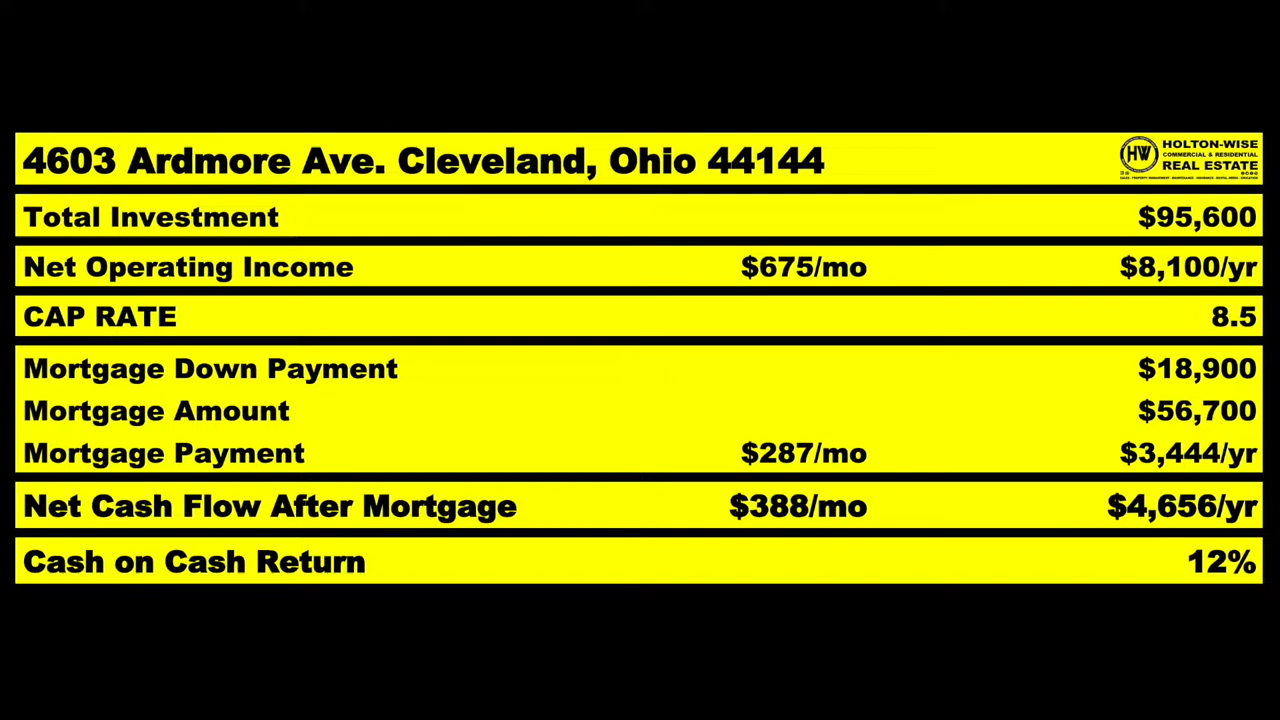 4603 Ardmore Ave. Cleveland, Ohio 44144
HW
HOLTON-WISE
COMMERCIAL & RESIDENTIAL
REAL ESTATE
Total Investment $95,600
Net Operating Income $675/mo $8,100/yr
CAP RATE 8.5
Mortgage Down Payment $18,900
Mortgage Amount $56,700
Mortgage Payment $287/mo $3,444/yr
Net Cash Flow After Mortgage $388/mo $4,656/yr
Cash on Cash Return 12%